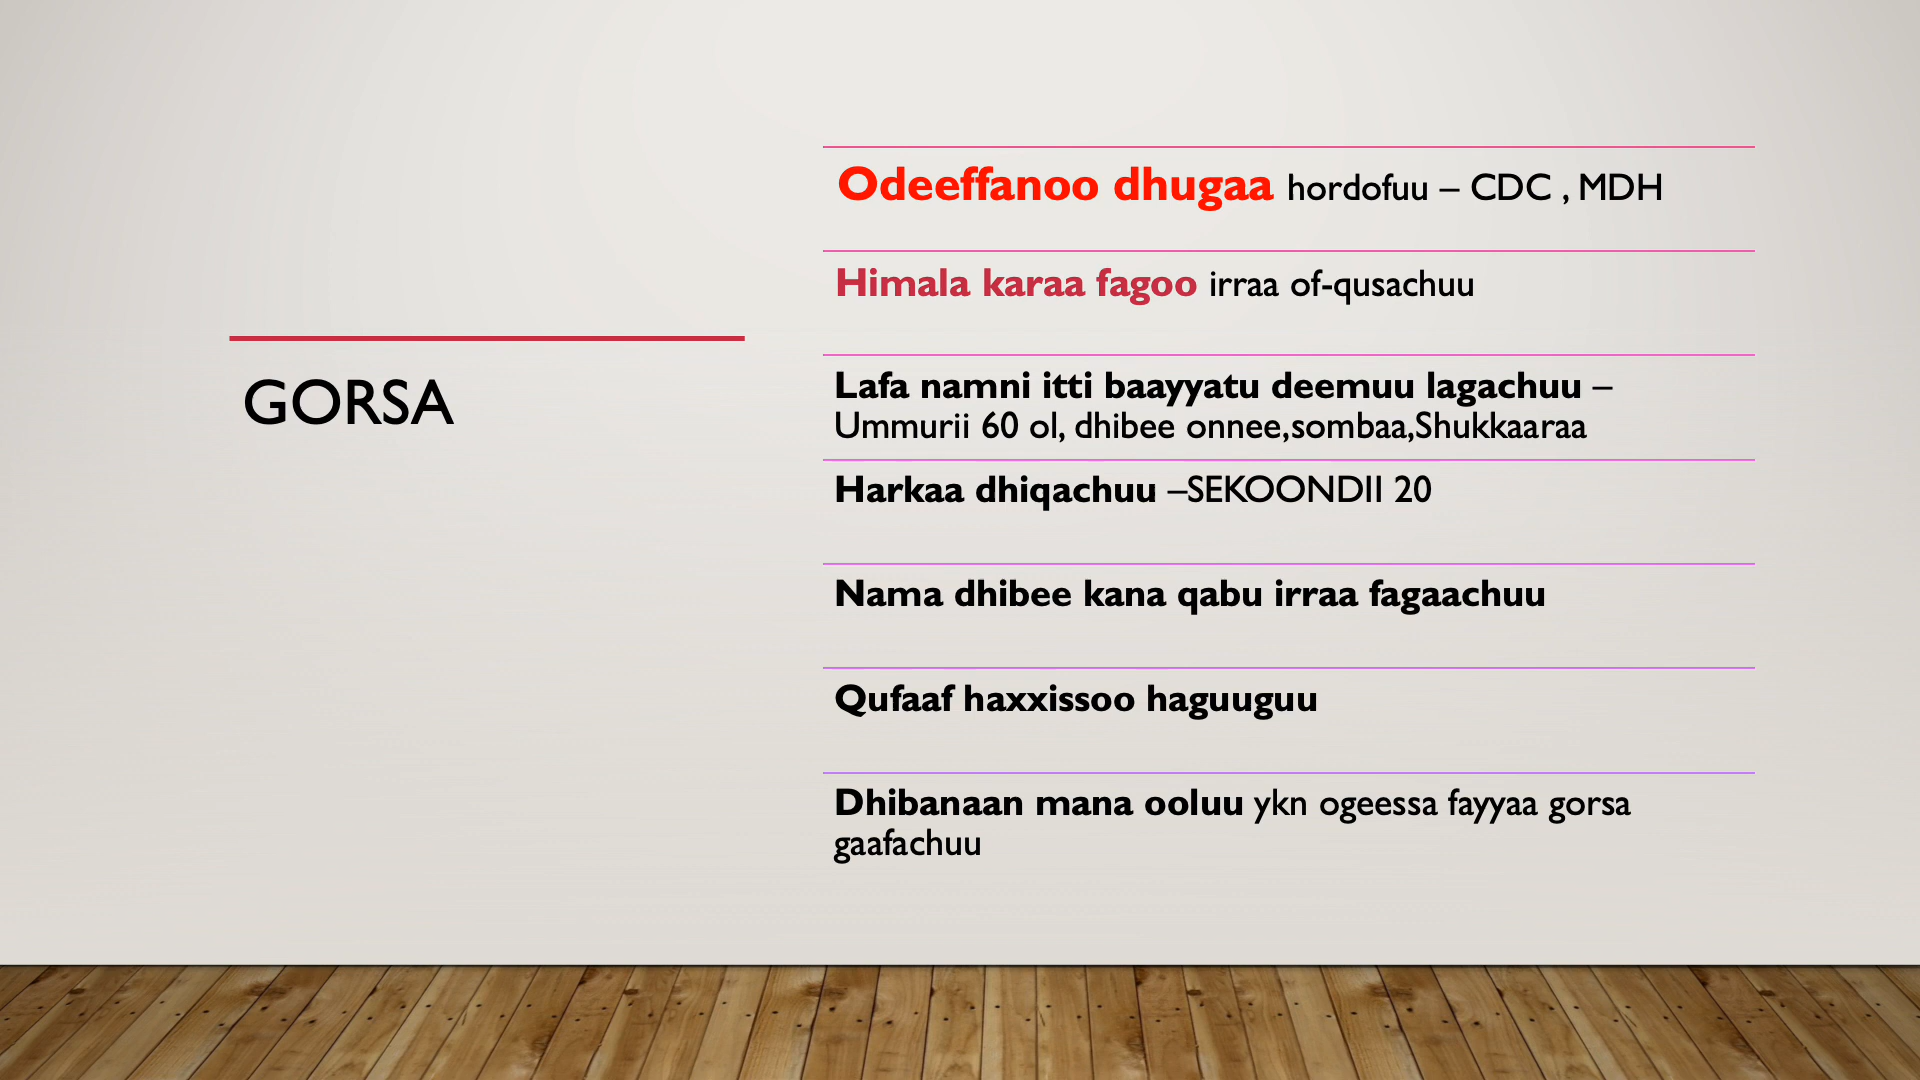 GORSA
Odeeffanoo dhugaa hordofuu – CDC , MDH
Himala karaa fagoo irraa of-qusachuu
Lafa namni itti baayyatu deemuu lagachuu –
Ummurii 60 ol, dhibee onnee,sombaa,Shukkaaraa
Harkaa dhiqachuu –SEKOONDII 20
Nama dhibee kana qabu irraa fagaachuu
Qufaaf haxxissoo haguuguu
Dhibanaan mana ooluu ykn ogeessa fayyaa gorsa
gaafachuu